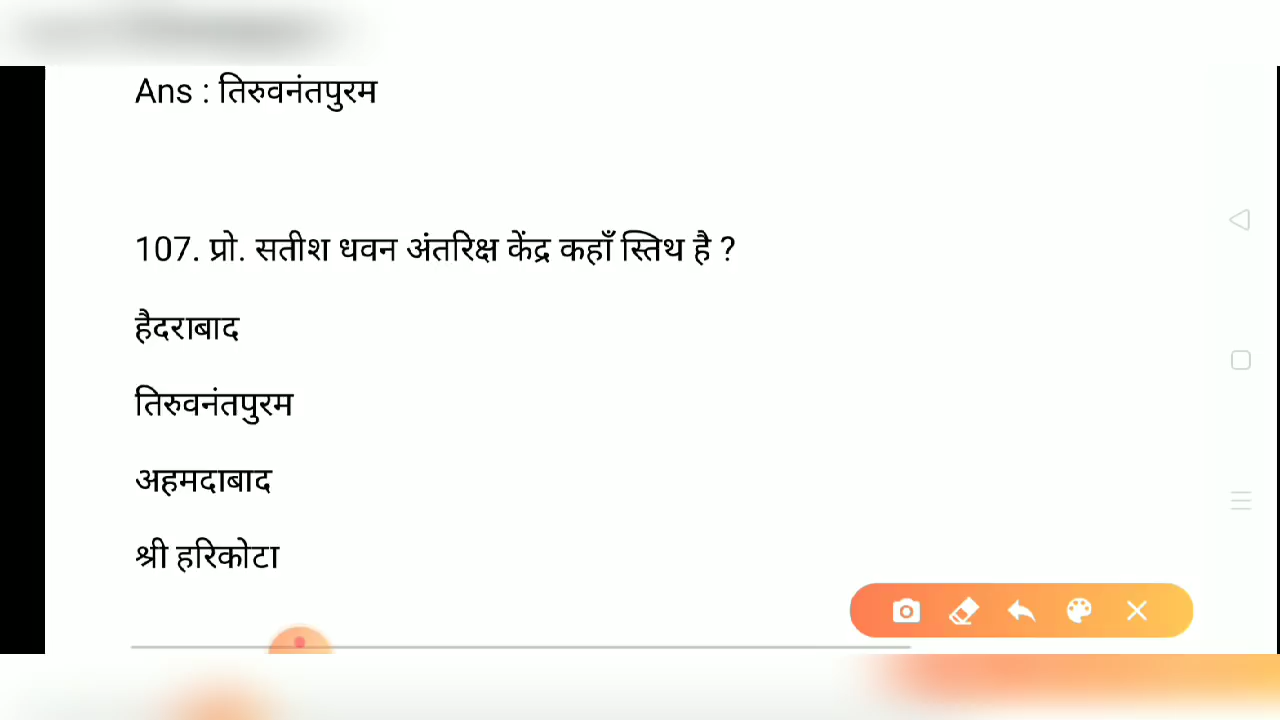 Ans : तिरुवनंतपुरम
107. प्रो. सतीश धवन अंतरिक्ष केंद्र कहाँ स्तिथ है ?
हैदराबाद
तिरुवनंतपुरम
अहमदाबाद
श्री हरिकोटा